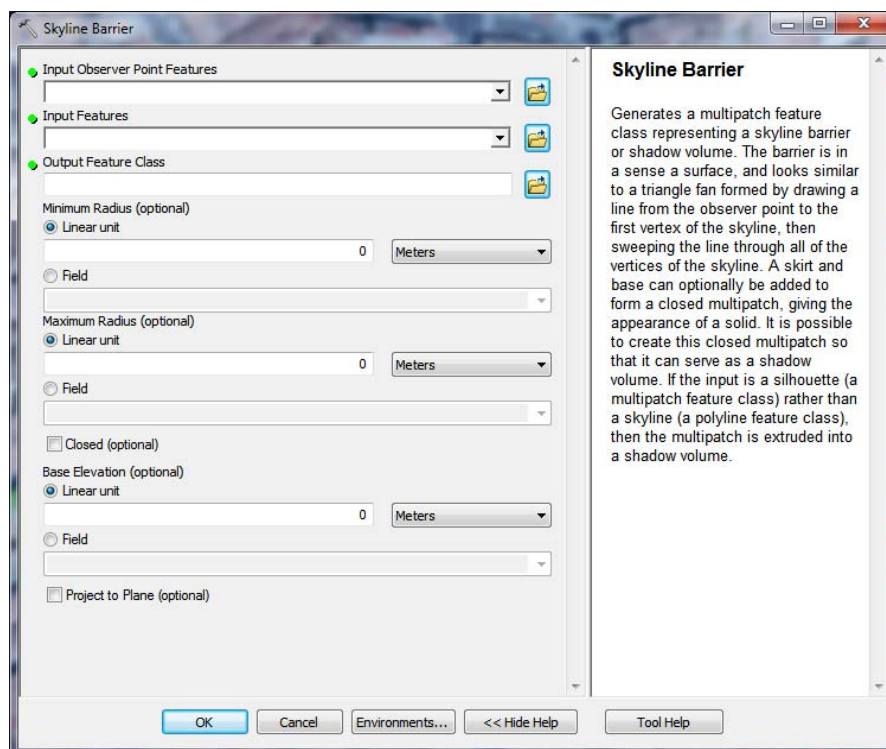 Skyline Barrier
Input Observer Point Features
Input Features
Output Feature Class
Minimum Radius (optional)
Linear unit
0 Meters
Field
Maximum Radius (optional)
Linear unit
0 Meters
Field
Closed (optional)
Base Elevation (optional)
Linear unit
0 Meters
Field
Project to Plane (optional)
Skyline Barrier
Generates a multipatch feature
class representing a skyline barrier
or shadow volume. The barrier is in
a sense a surface, and looks similar
to a triangle fan formed by drawing a
line from the observer point to the
first vertex of the skyline, then
sweeping the line through all of the
vertices of the skyline. A skirt and
base can optionally be added to
form a closed multipatch, giving the
appearance of a solid. It is possible
to create this closed multipatch so
that it can serve as a shadow
volume. If the input is a silhouette (a
multipatch feature class) rather than
a skyline (a polyline feature class),
then the multipatch is extruded into
a shadow volume.
OK Cancel Environments... << Hide Help Tool Help